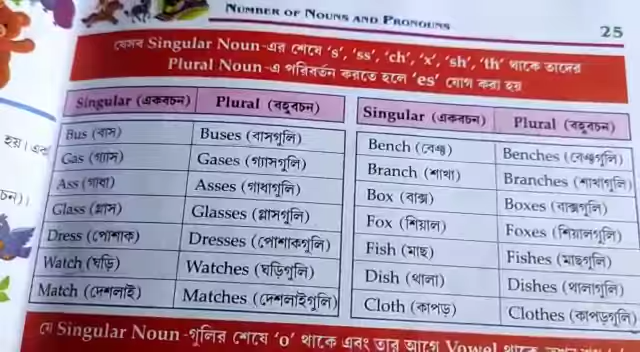 NUMBER OF NOUNS AND PRONOUNS
25
যেসব Singular Noun-এর শেষে 's', 'ss', 'ch', 'x', 'sh', 'th' থাকে তাদের
Plural Noun-এ পরিবর্তন করতে হলে 'es' যোগ করা হয়
Singular (একবচন) Plural (বহুবচন)
Bus (বাস) Buses (বাসগুলি)
Gas (গ্যাস) Gases (গ্যাসগুলি)
Ass (গাধা) Asses (গাধাগুলি)
Glass (গ্লাস) Glasses (গ্লাসগুলি)
Dress (পোশাক) Dresses (পোশাকগুলি)
Watch (ঘড়ি) Watches (ঘড়িগুলি)
Match (দেশলাই) Matches (দেশলাইগুলি)
Singular (একবচন) Plural (বহুবচন)
Bench (বেঞ্চ) Benches (বেঞ্চগুলি)
Branch (শাখা) Branches (শাখাগুলি)
Box (বাক্স) Boxes (বাক্সগুলি)
Fox (শিয়াল) Foxes (শিয়ালগুলি)
Fish (মাছ) Fishes (মাছগুলি)
Dish (থালা) Dishes (থালাগুলি)
Cloth (কাপড়) Clothes (কাপড়গুলি)
যে Singular Noun-গুলির শেষে 'o' থাকে এবং তার আগে Vowel থাকে
হয়।